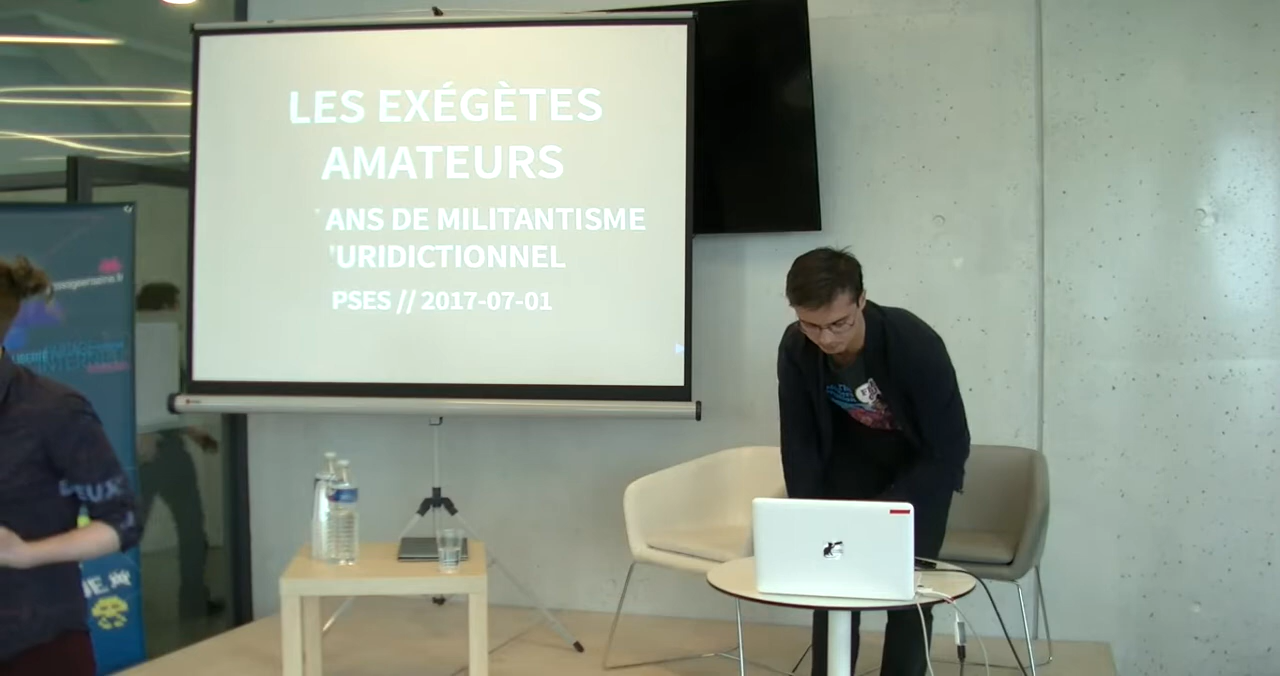 LES EXÉGÈTES
AMATEURS
ANS DE MILITANTISME
'URIDICTIONNEL
PSES // 2017-07-01